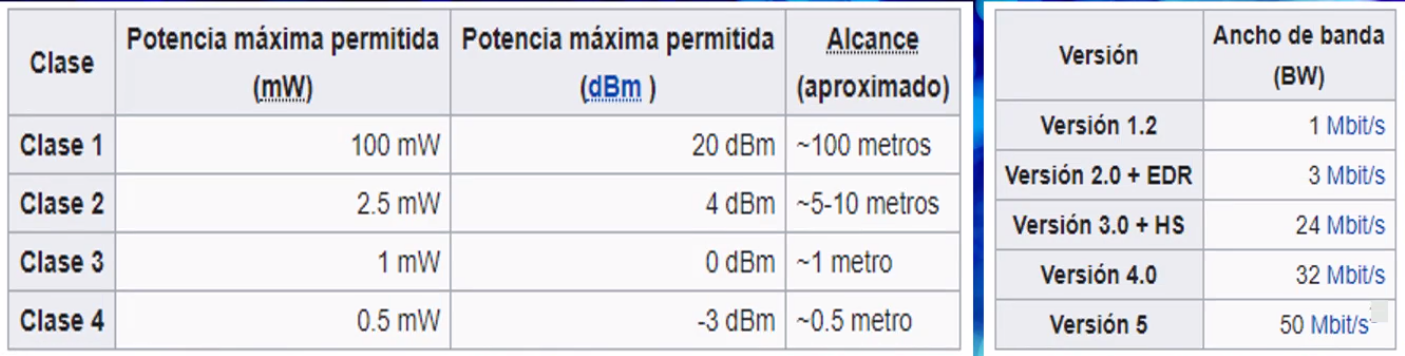 Clase Potencia máxima permitida (mW) Potencia máxima permitida (dBm ) Alcance (aproximado)
Clase 1 100 mW 20 dBm ~100 metros
Clase 2 2.5 mW 4 dBm ~5-10 metros
Clase 3 1 mW 0 dBm ~1 metro
Clase 4 0.5 mW -3 dBm ~0.5 metro
Versión Ancho de banda (BW)
Versión 1.2 1 Mbit/s
Versión 2.0 + EDR 3 Mbit/s
Versión 3.0 + HS 24 Mbit/s
Versión 4.0 32 Mbit/s
Versión 5 50 Mbit/s